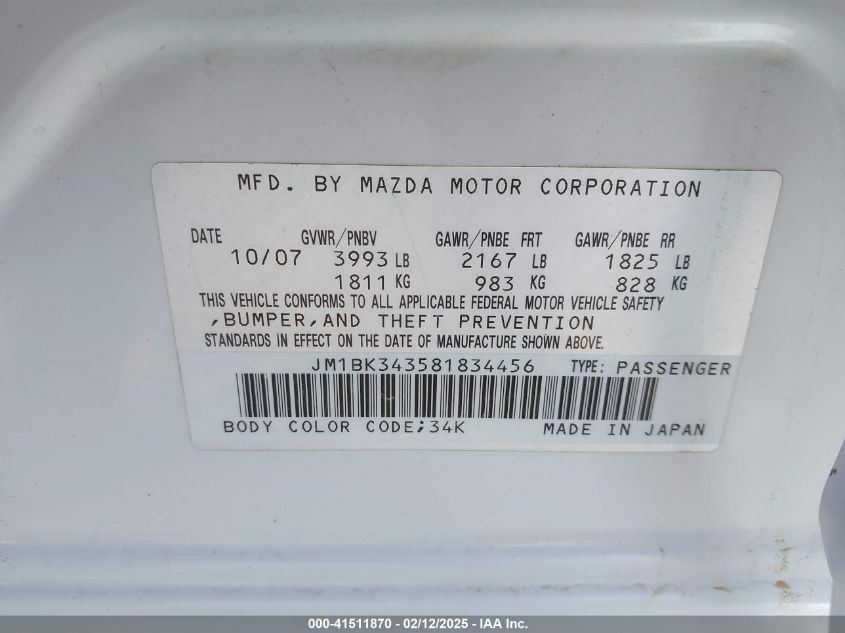 MFD. BY MAZDA MOTOR CORPORATION
DATE GVWR/PNBV GAWR/PNBE FRT GAWR/PNBE RR
10/07 3993 LB 2167 LB 1825 LB
1811 KG 983 KG 828 KG
THIS VEHICLE CONFORMS TO ALL APPLICABLE FEDERAL MOTOR VEHICLE SAFETY
,BUMPER,AND THEFT PREVENTION
STANDARDS IN EFFECT ON THE DATE OF MANUFACTURE SHOWN ABOVE.
JM1BK343581834456 TYPE: PASSENGER
BODY COLOR CODE;34K MADE IN JAPAN
000-41511870 - 02/12/2025 - IAA Inc.